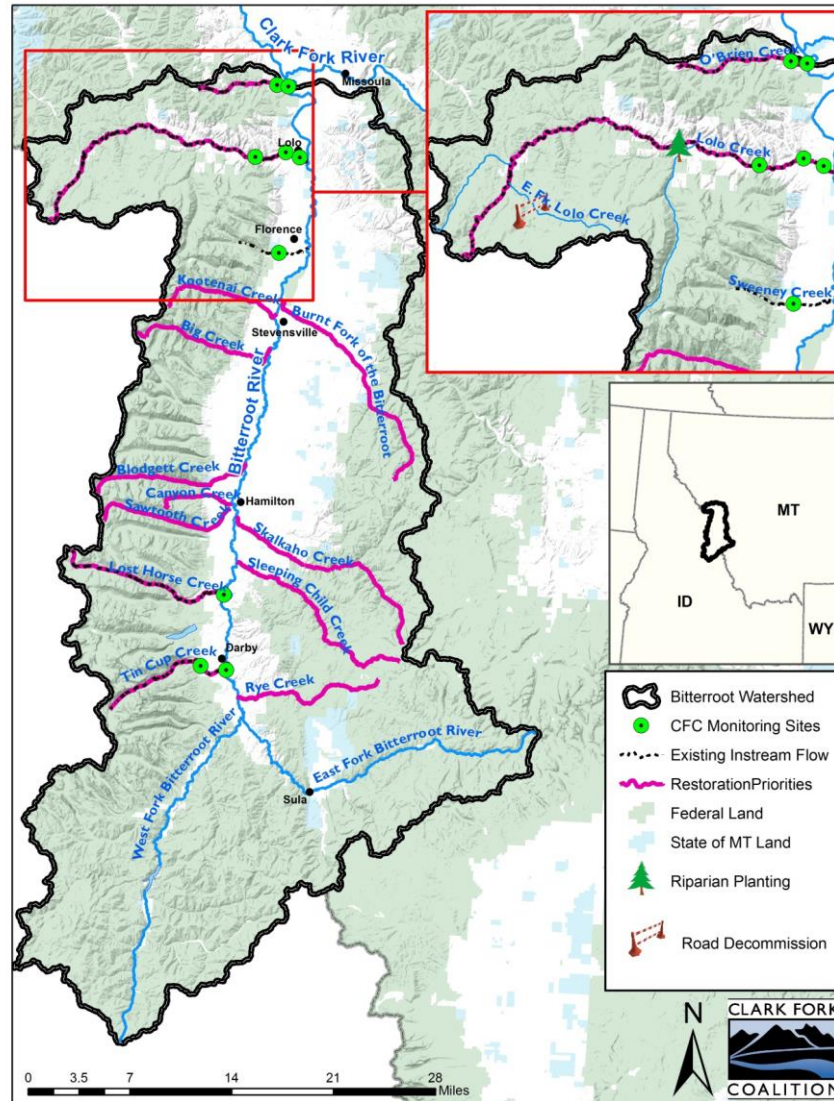 Clark Fork River
Missoula
Lolo
Florence
Kootenai Creek
Big Creek
Stevensville
Burnt Fork of the Bitterroot
Bitterroot River
Blodgett Creek
Canyon Creek
Sawtooth Creek
Hamilton
Skalkaho Creek
Sleeping Child Creek
Lost Horse Creek
Tin Cup Creek
Darby
Rye Creek
West Fork Bitterroot River
East Fork Bitterroot River
Sula
0 3.5 7 14 21 28
Miles
O'Brien Creek
Lolo Creek
E. Fk. Lolo Creek
Sweeney Creek
MT
ID
WY
Bitterroot Watershed
CFC Monitoring Sites
Existing Instream Flow
RestorationPriorities
Federal Land
State of MT Land
Riparian Planting
Road Decommission
N
CLARK FORK
COALITION